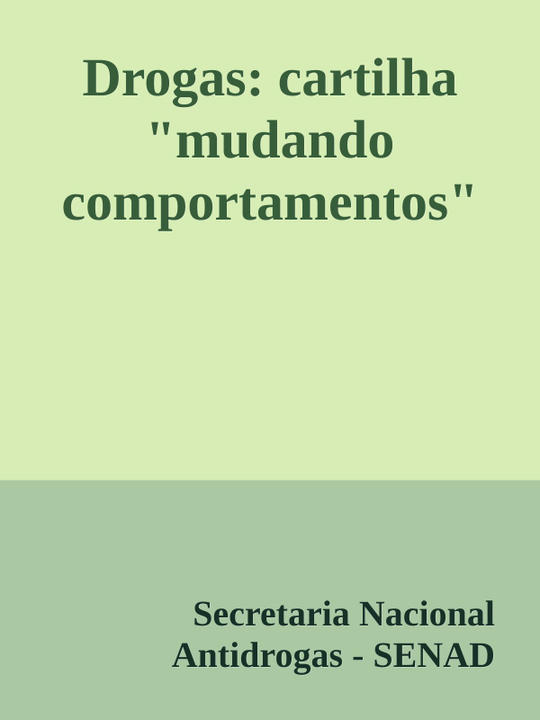 Drogas: cartilha
"mudando
comportamentos"
Secretaria Nacional
Antidrogas - SENAD